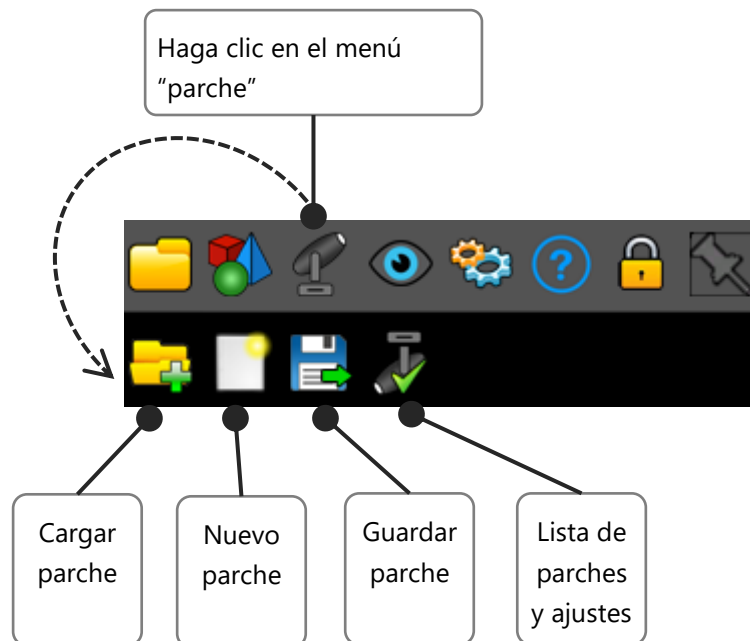 Haga clic en el menú
“parche”
?
Cargar
parche
Nuevo
parche
Guardar
parche
Lista de
parches
y ajustes